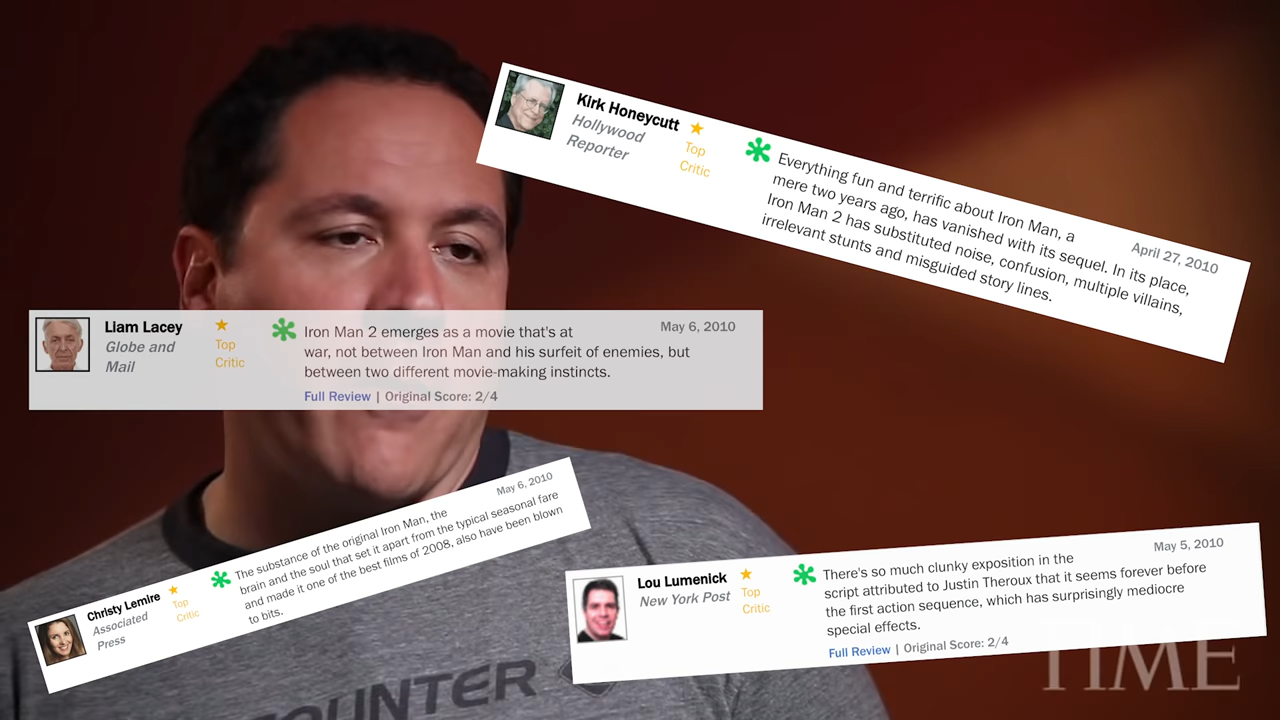 Kirk Honeycutt
Hollywood
Reporter
Top
Critic
Everything fun and terrific about Iron Man, a
mere two years ago, has vanished with its sequel. In its place,
Iron Man 2 has substituted noise, confusion, multiple villains,
irrelevant stunts and misguided story lines.
April 27, 2010
Liam Lacey
Globe and
Mail
Top
Critic
Iron Man 2 emerges as a movie that's at
war, not between Iron Man and his surfeit of enemies, but
between two different movie-making instincts.
May 6, 2010
Full Review | Original Score: 2/4
Christy Lemire
Associated
Press
Top
Critic
The substance of the original Iron Man, the
brain and the soul that set it apart from the typical seasonal fare
and made it one of the best films of 2008, also have been blown
to bits.
May 6, 2010
Lou Lumenick
New York Post
Top
Critic
There's so much clunky exposition in the
script attributed to Justin Theroux that it seems forever before
the first action sequence, which has surprisingly mediocre
special effects.
May 5, 2010
Full Review | Original Score: 2/4
TIME